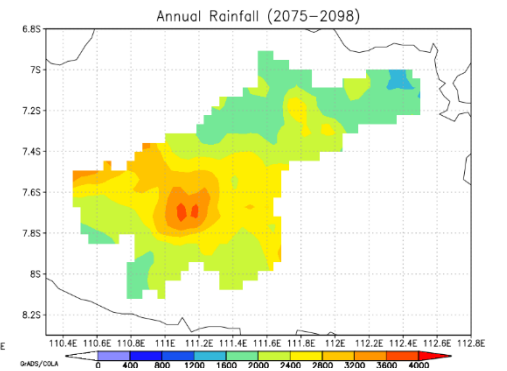 Annual Rainfall (2075-2098)
6.8S
7S
7.2S
7.4S
7.6S
7.8S
8S
8.2S
110.4E 110.6E 110.8E 111E 111.2E 111.4E 111.6E 111.8E 112E 112.2E 112.4E 112.6E 112.8E
E
GrADS/COLA
0 400 800 1200 1600 2000 2400 2800 3200 3600 4000